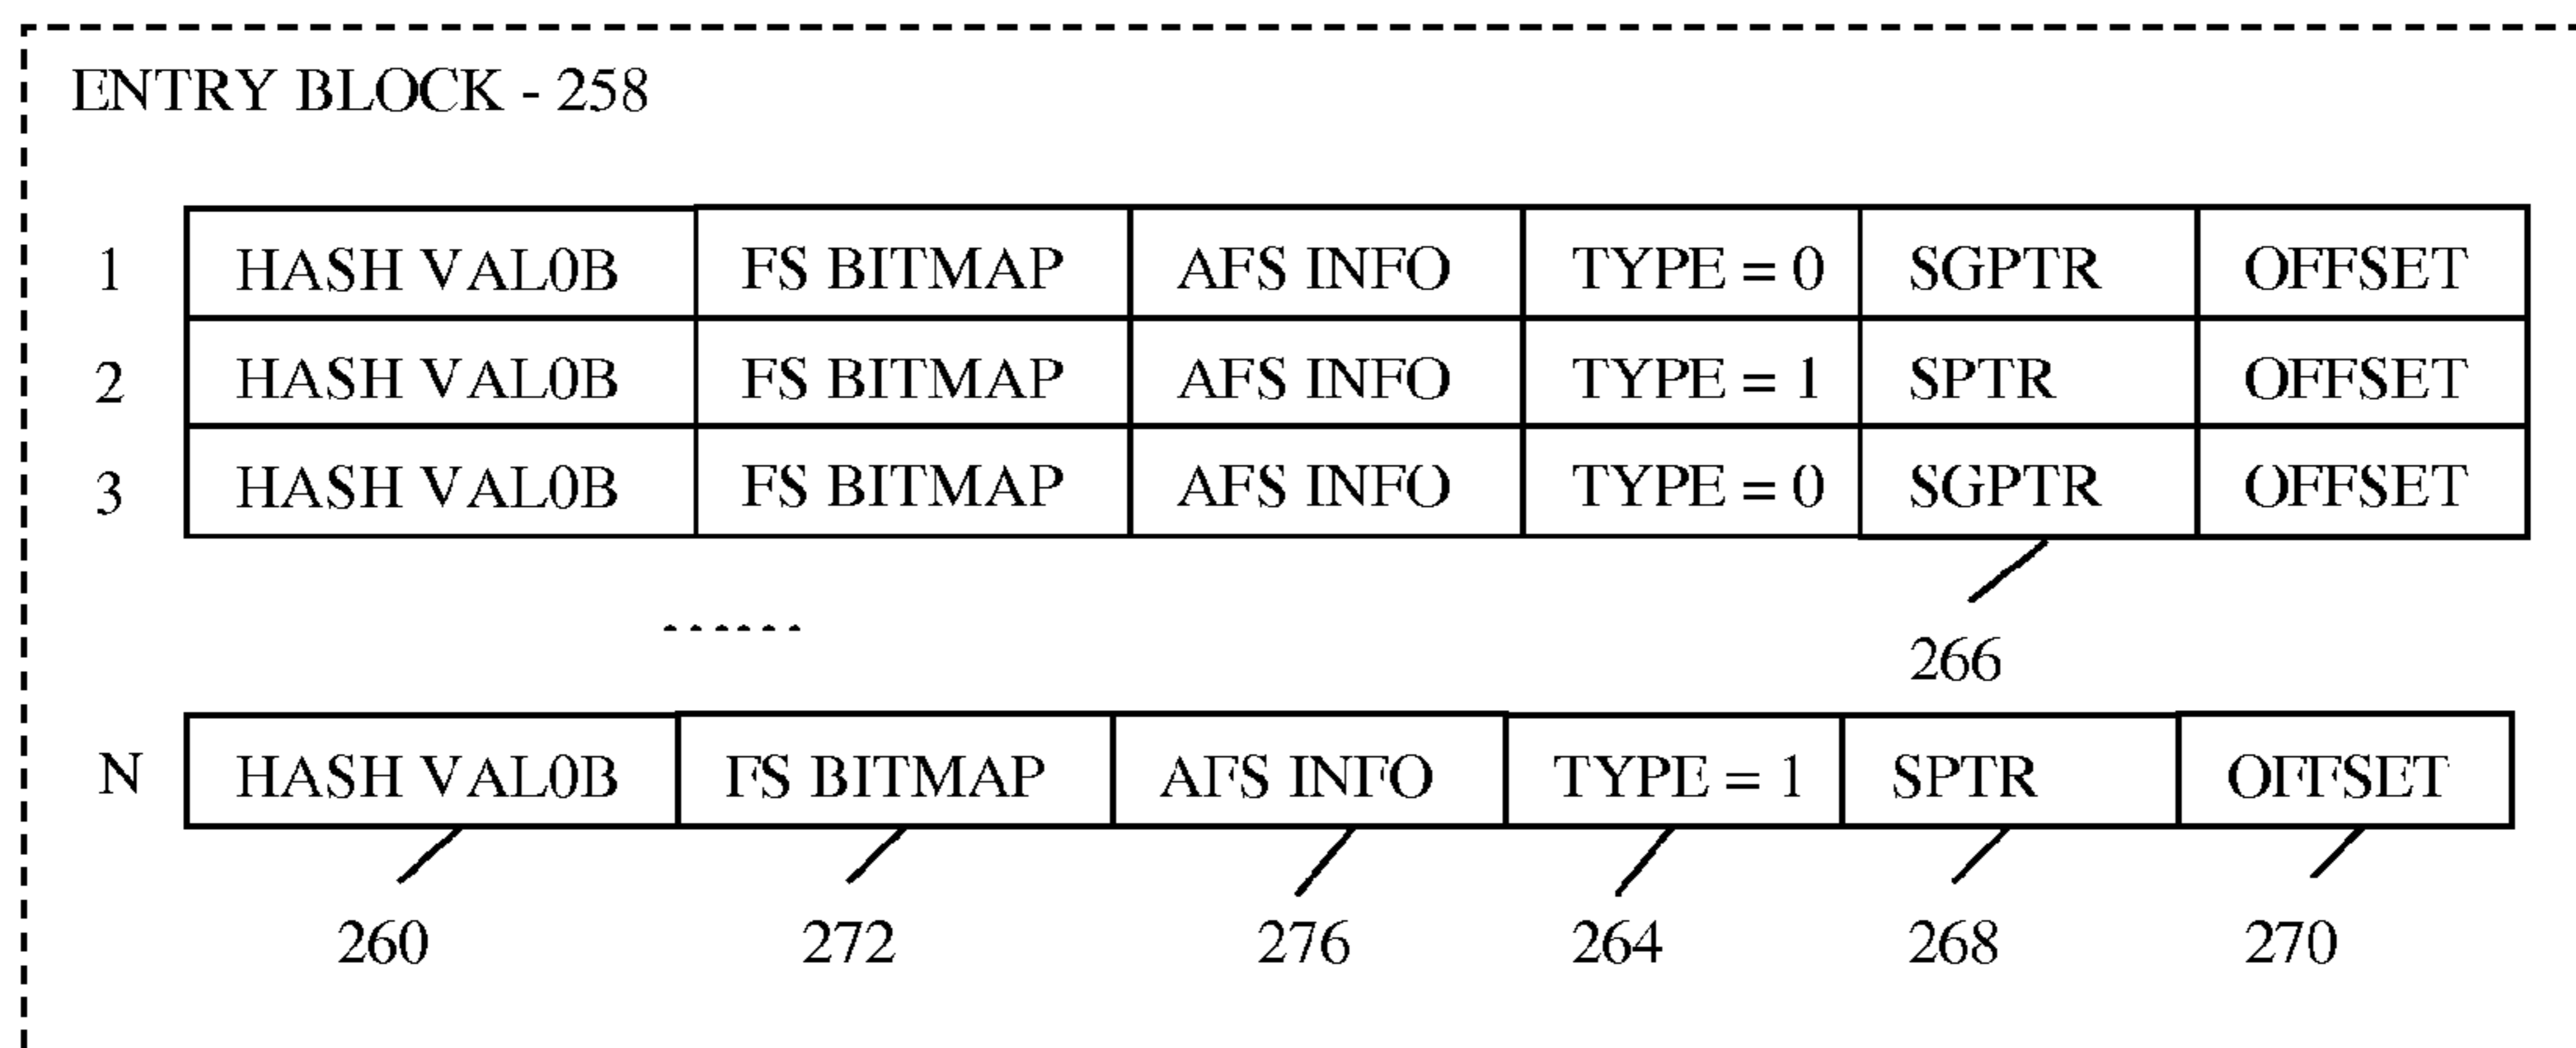 ENTRY BLOCK - 258
1 HASH VAL0B FS BITMAP AFS INFO TYPE = 0 SGPTR OFFSET
2 HASH VAL0B FS BITMAP AFS INFO TYPE = 1 SPTR OFFSET
3 HASH VAL0B FS BITMAP AFS INFO TYPE = 0 SGPTR OFFSET
......
266
N HASH VAL0B FS BITMAP AFS INFO TYPE = 1 SPTR OFFSET
260 272 276 264 268 270